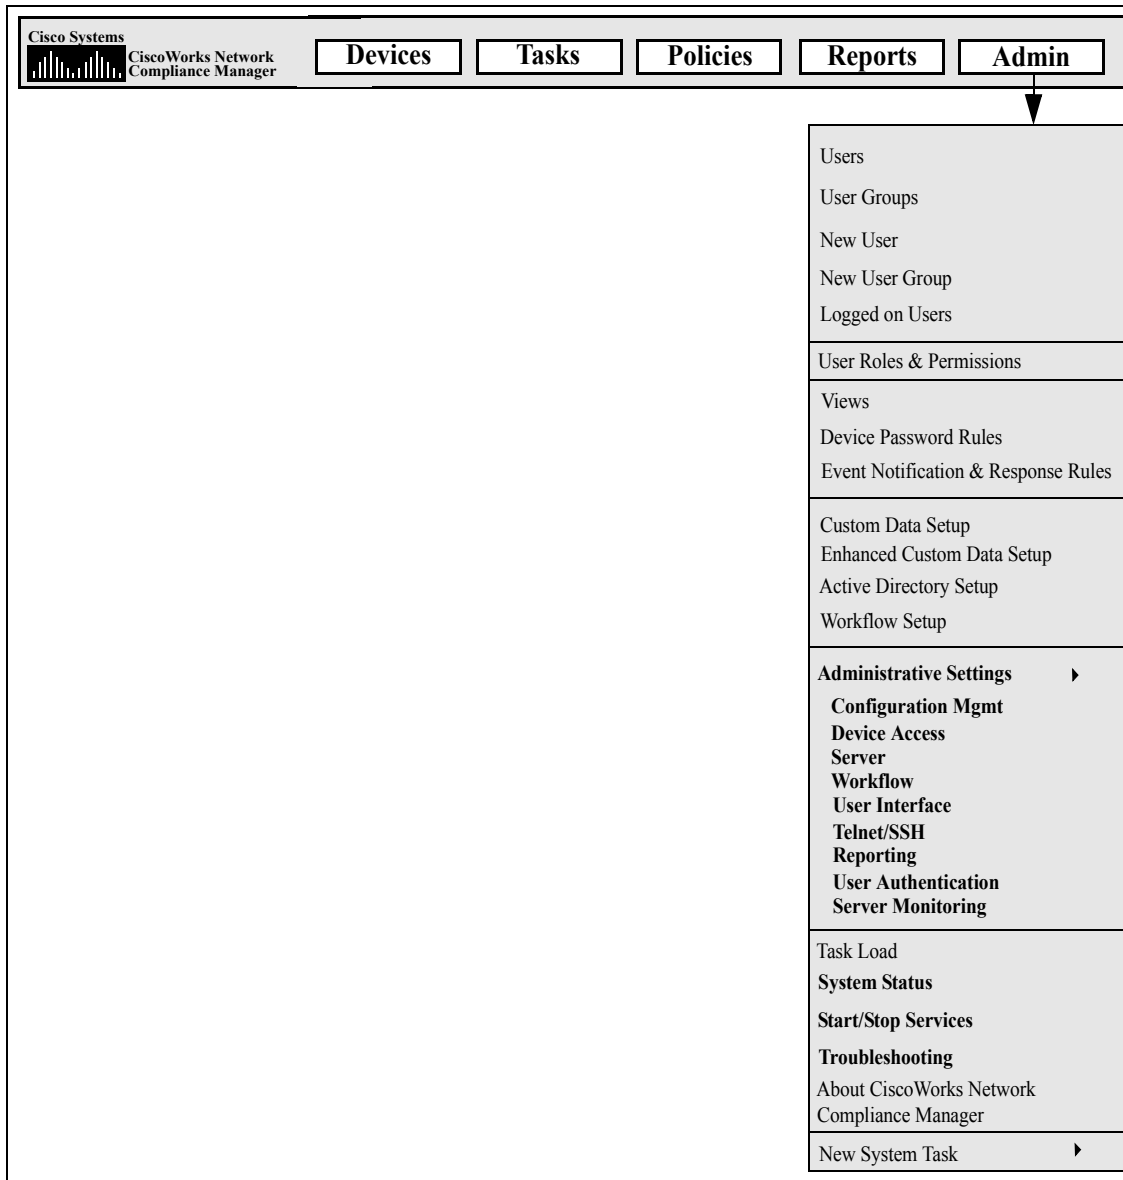 Cisco Systems
CiscoWorks Network
Compliance Manager
Devices
Tasks
Policies
Reports
Admin
Users
User Groups
New User
New User Group
Logged on Users
User Roles & Permissions
Views
Device Password Rules
Event Notification & Response Rules
Custom Data Setup
Enhanced Custom Data Setup
Active Directory Setup
Workflow Setup
Administrative Settings
Configuration Mgmt
Device Access
Server
Workflow
User Interface
Telnet/SSH
Reporting
User Authentication
Server Monitoring
Task Load
System Status
Start/Stop Services
Troubleshooting
About CiscoWorks Network
Compliance Manager
New System Task